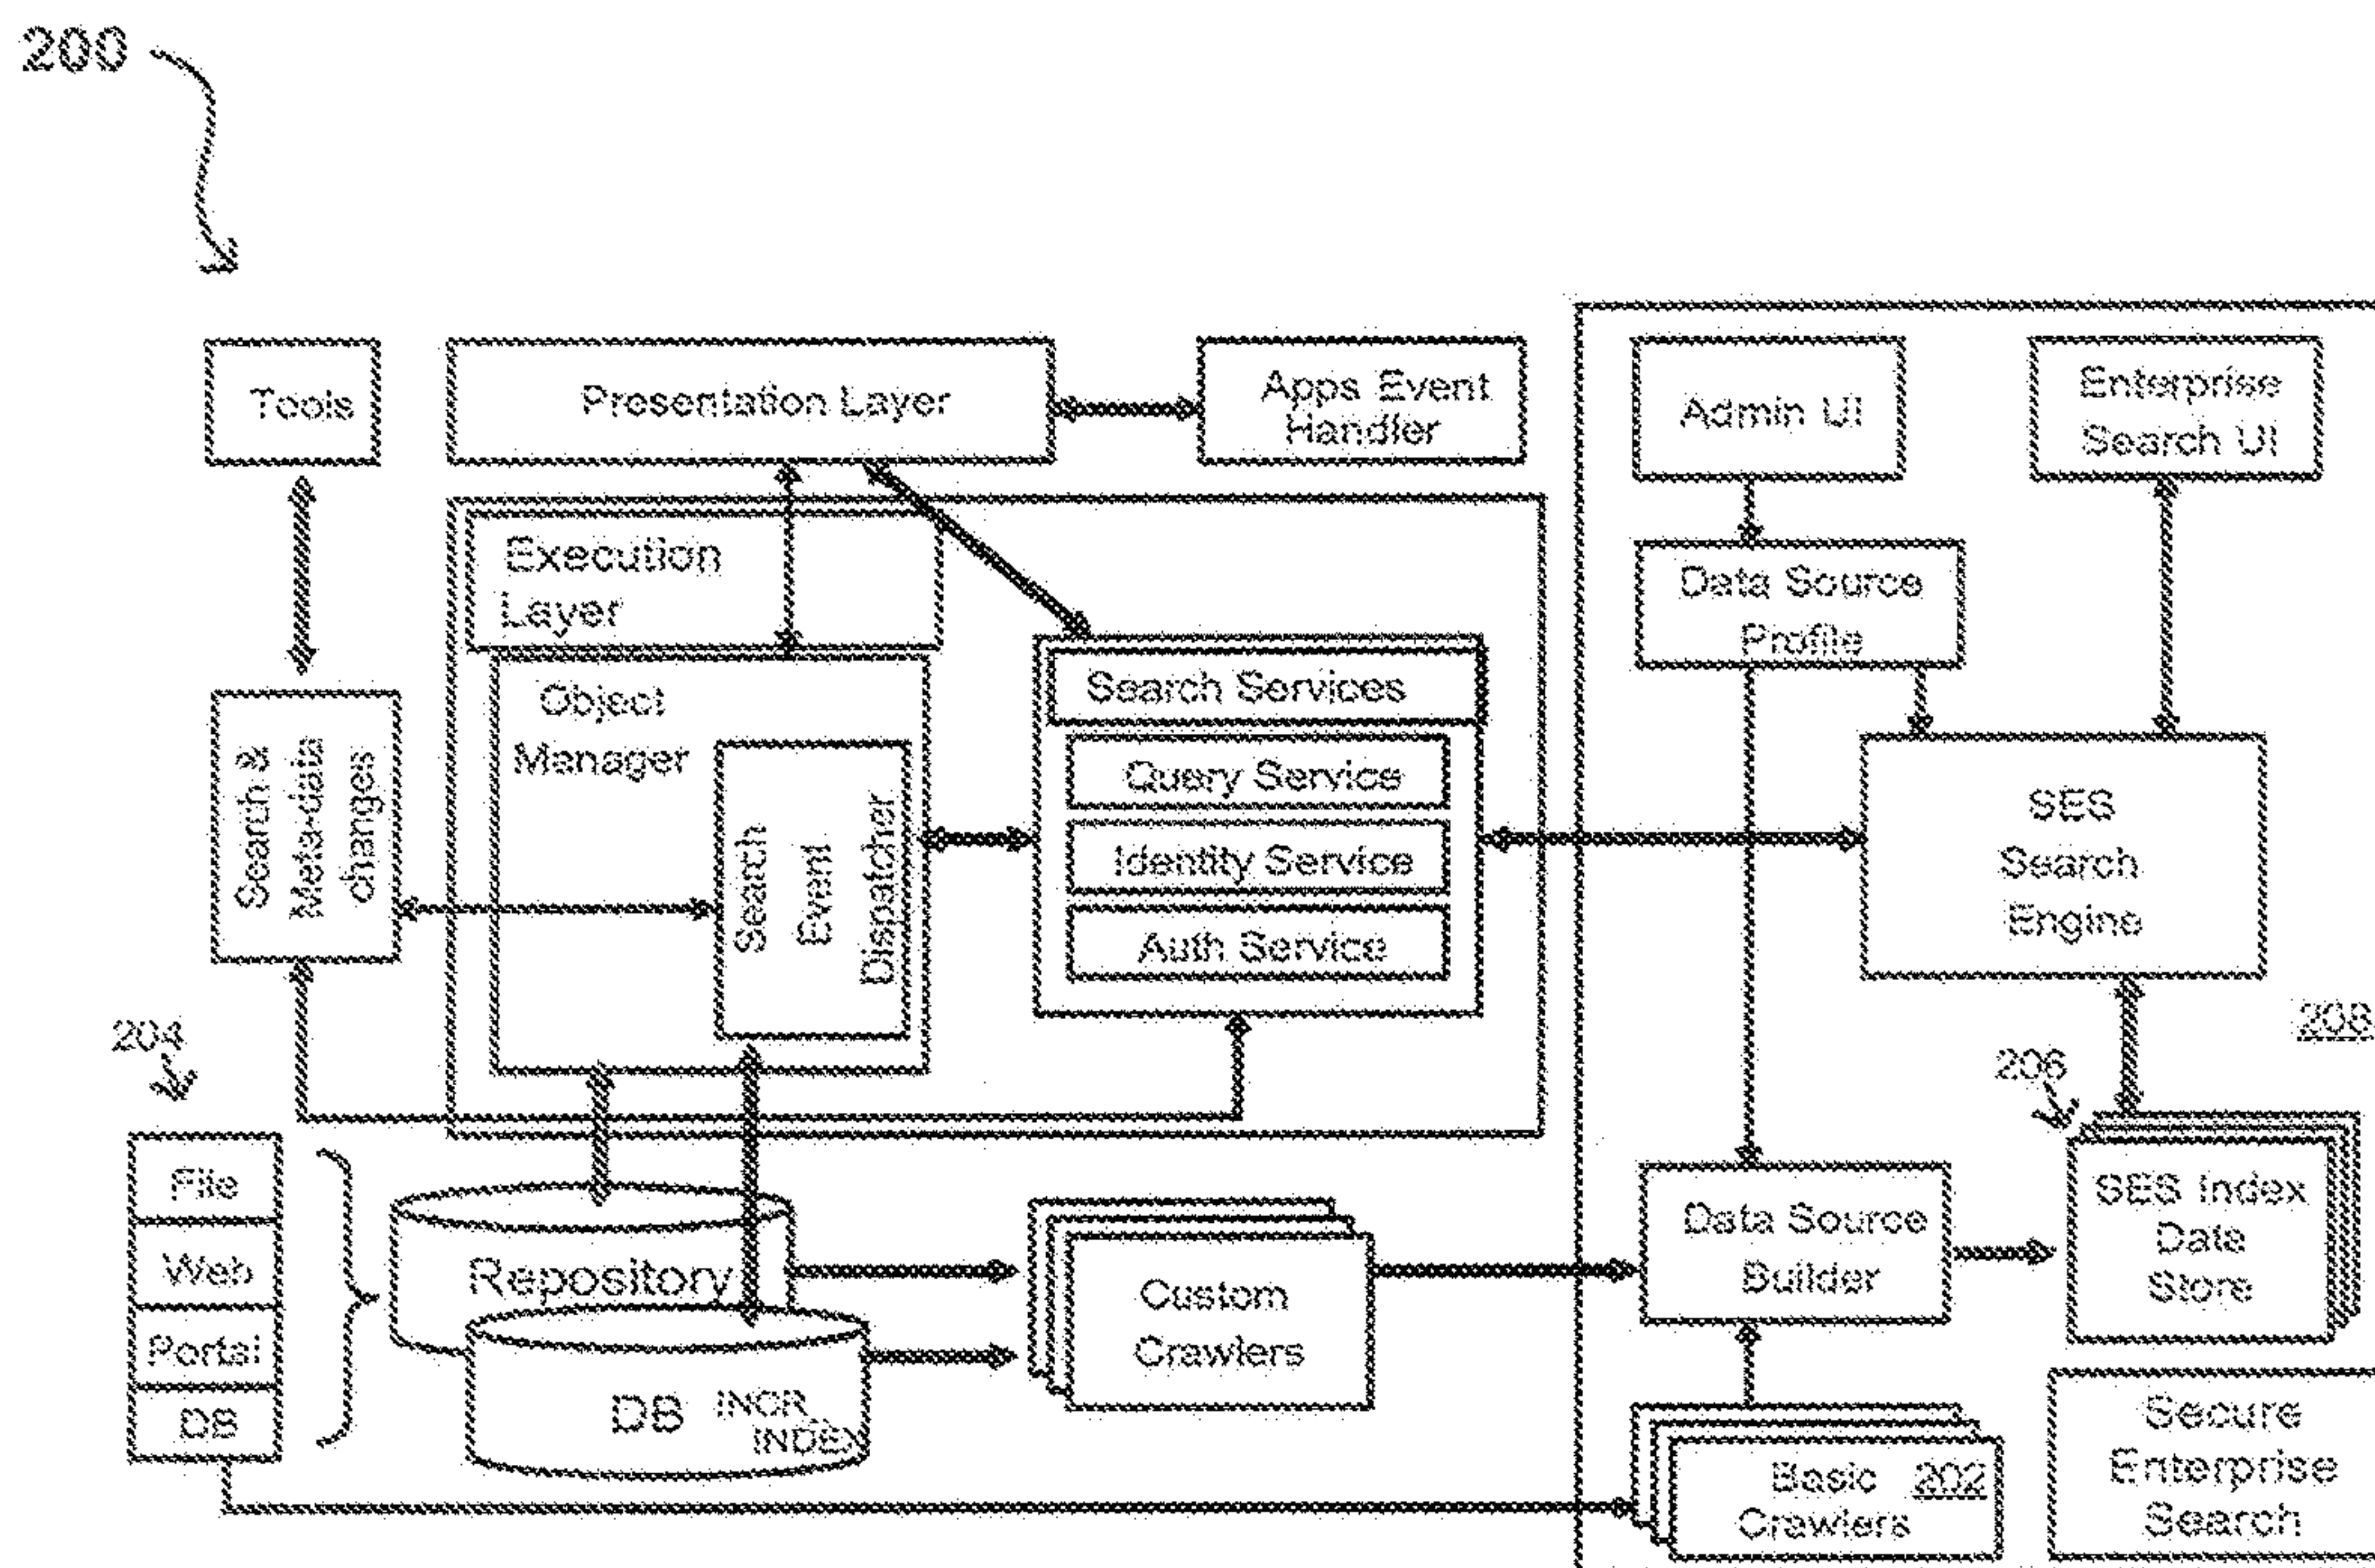 200
Tools
Presentation Layer
Apps Event
Handler
Admin UI
Enterprise
Search UI
Execution
Layer
Data Source
Profile
Object
Manager
Search Services
Search &
Meta-data
changes
Search
Event
Dispatcher
Query Service
Identity Service
Auth Service
SES
Search
Engine
204
208
206
File
Web
Portal
DB
Repository
DB INCR
INDEX
Custom
Crawlers
Data Source
Builder
SES Index
Data
Store
Basic 202
Crawlers
Secure
Enterprise
Search